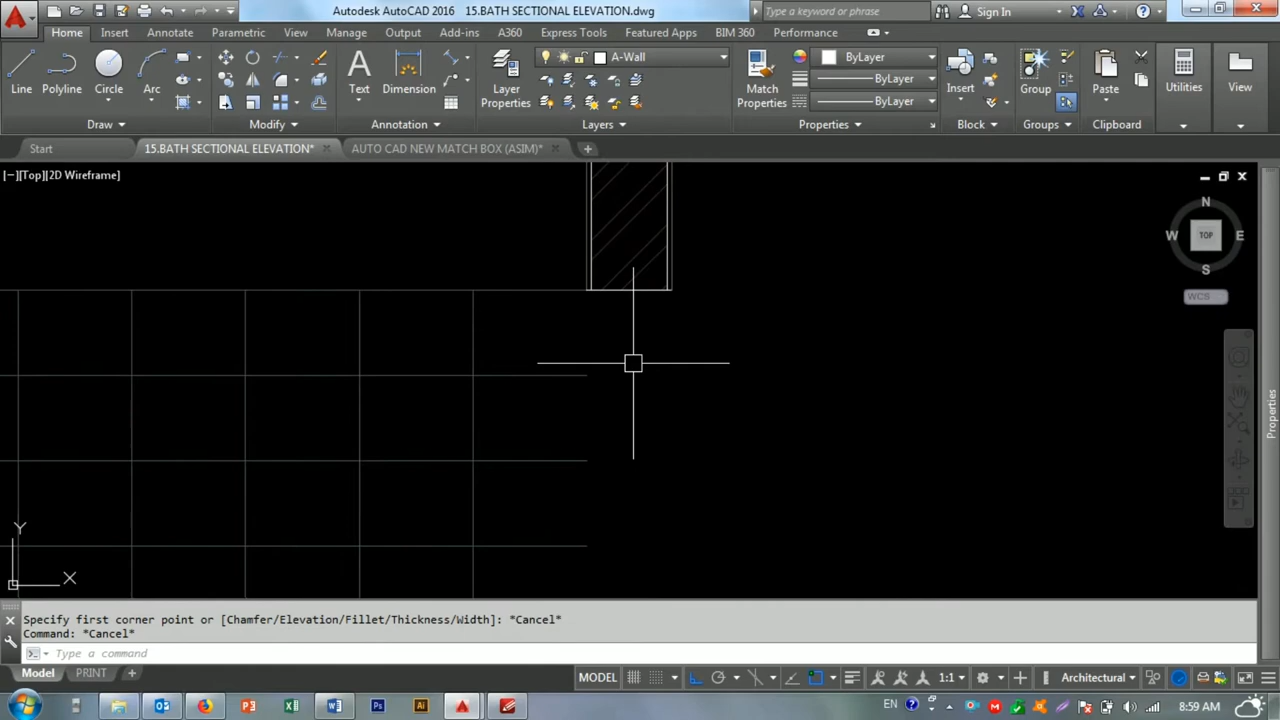 Autodesk AutoCAD 2016 15.BATH SECTIONAL ELEVATION.dwg
Type a keyword or phrase
Sign In
Home Insert Annotate Parametric View Manage Output Add-ins A360 Express Tools Featured Apps BIM 360 Performance
A-Wall
ByLayer
ByLayer
ByLayer
Line Polyline Circle Arc Text Dimension Layer Properties Match Properties Insert Group Paste Utilities View
Draw Modify Annotation Layers Properties Block Groups Clipboard
Start 15.BATH SECTIONAL ELEVATION* AUTO CAD NEW MATCH BOX (ASIM)*
[−][Top][2D Wireframe]
N
W TOP E
S
WCS
Properties
Y
X
Specify first corner point or [Chamfer/Elevation/Fillet/Thickness/Width]: *Cancel*
Command: *Cancel*
Type a command
Model PRINT
MODEL 1:1 Architectural
Ps Ai EN 8:59 AM